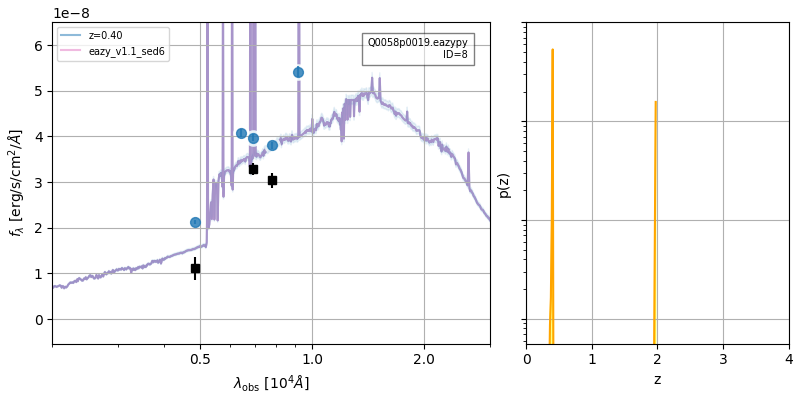 1e−8
z=0.40
eazy_v1.1_sed6
Q0058p0019.eazypy
ID=8
6
5
4
3
2
1
0
f_λ [erg/s/cm²/Å]
0.5 1.0 2.0
λ_obs [10⁴Å]
p(z)
0 1 2 3 4
z